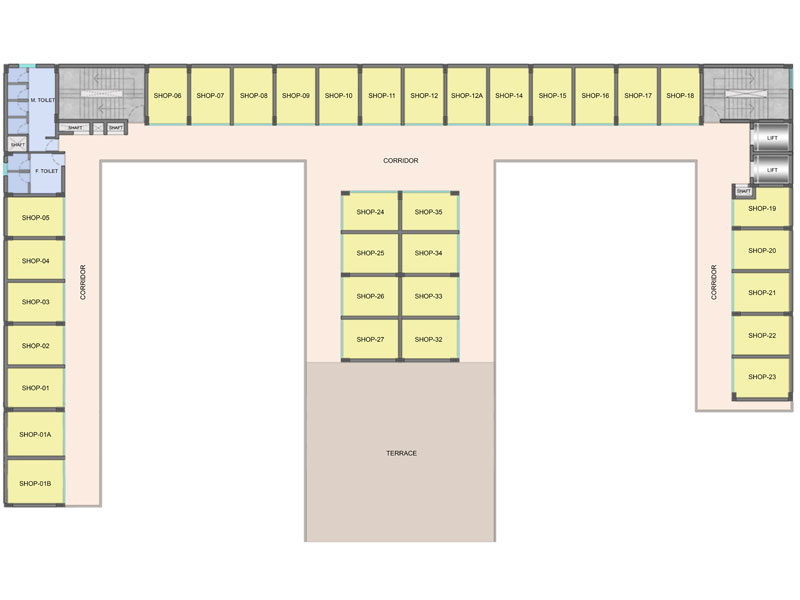 SHOP-06
SHOP-07
SHOP-08
SHOP-09
SHOP-10
SHOP-11
SHOP-12
SHOP-12A
SHOP-14
SHOP-15
SHOP-16
SHOP-17
SHOP-18
M. TOILET
SHAFT
SHAFT
SHAFT
F. TOILET
LIFT
LIFT
SHAFT
CORRIDOR
CORRIDOR
CORRIDOR
SHOP-05
SHOP-04
SHOP-03
SHOP-02
SHOP-01
SHOP-01A
SHOP-01B
SHOP-24
SHOP-35
SHOP-25
SHOP-34
SHOP-26
SHOP-33
SHOP-27
SHOP-32
SHOP-19
SHOP-20
SHOP-21
SHOP-22
SHOP-23
TERRACE